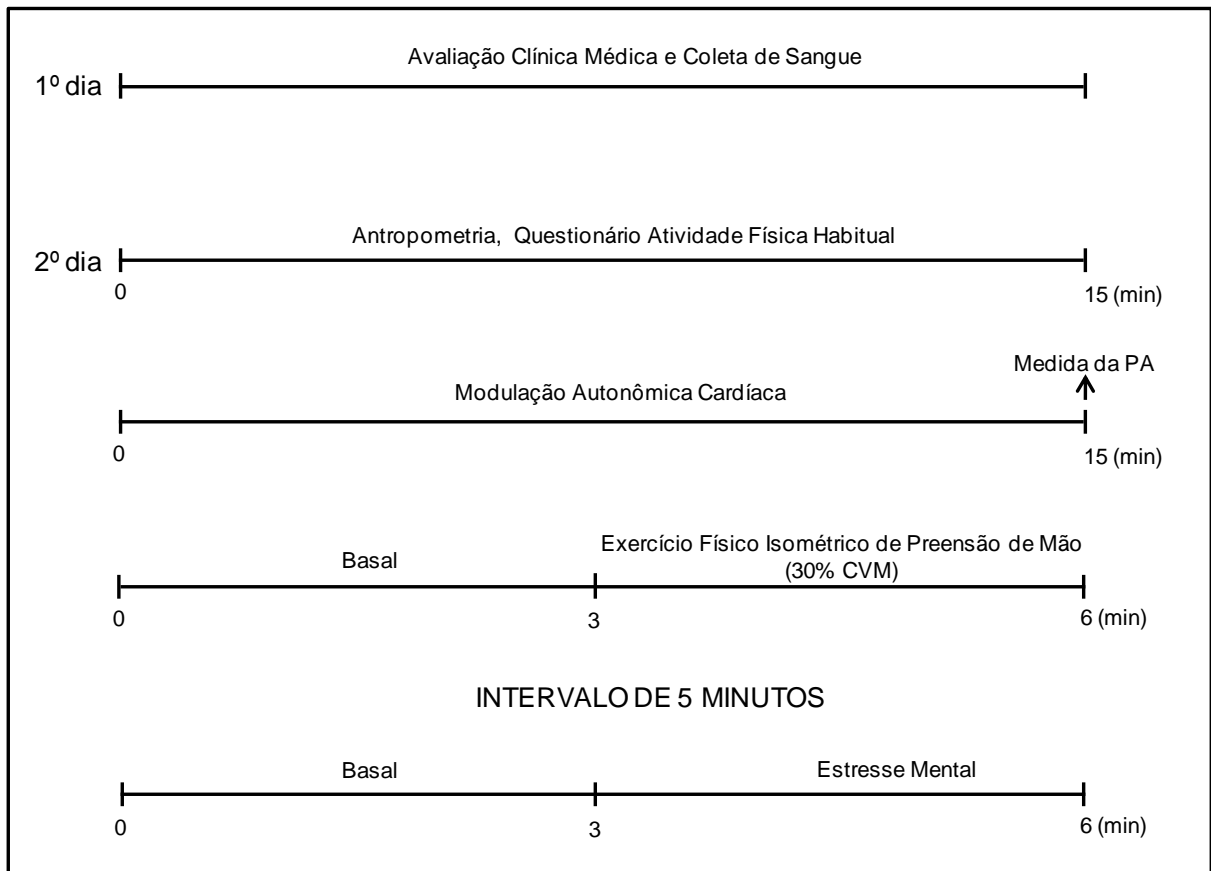 Avaliação Clínica Médica e Coleta de Sangue
1º dia
Antropometria, Questionário Atividade Física Habitual
2º dia
0
15 (min)
Medida da PA
Modulação Autonômica Cardíaca
0
15 (min)
Basal
Exercício Físico Isométrico de Preensão de Mão
(30% CVM)
0
3
6 (min)
INTERVALO DE 5 MINUTOS
Basal
Estresse Mental
0
3
6 (min)